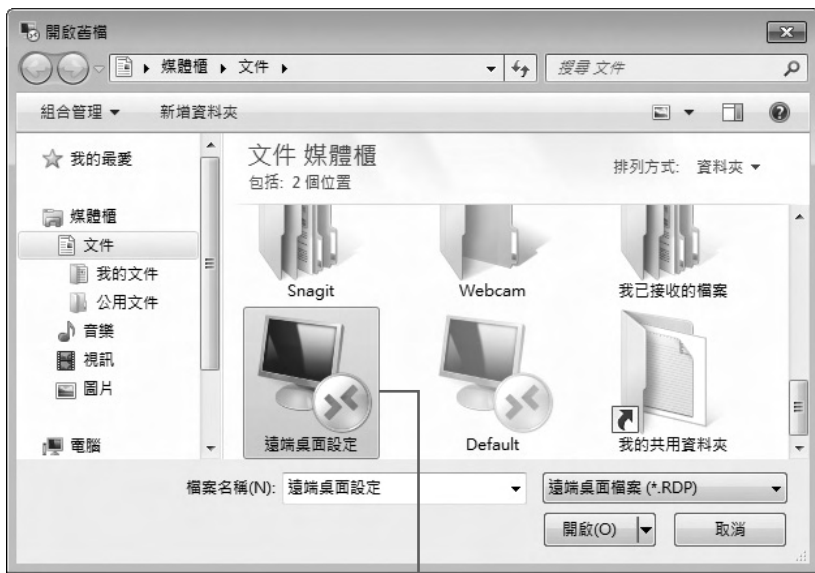 開啟舊檔
媒體櫃 文件
搜尋 文件
組合管理 新增資料夾
我的最愛
媒體櫃
文件
我的文件
公用文件
音樂
視訊
圖片
電腦
文件 媒體櫃
包括: 2 個位置
排列方式: 資料夾
Snagit
Webcam
我已接收的檔案
遠端桌面設定
Default
我的共用資料夾
檔案名稱(N): 遠端桌面設定
遠端桌面檔案 (*.RDP)
開啟(O) 取消